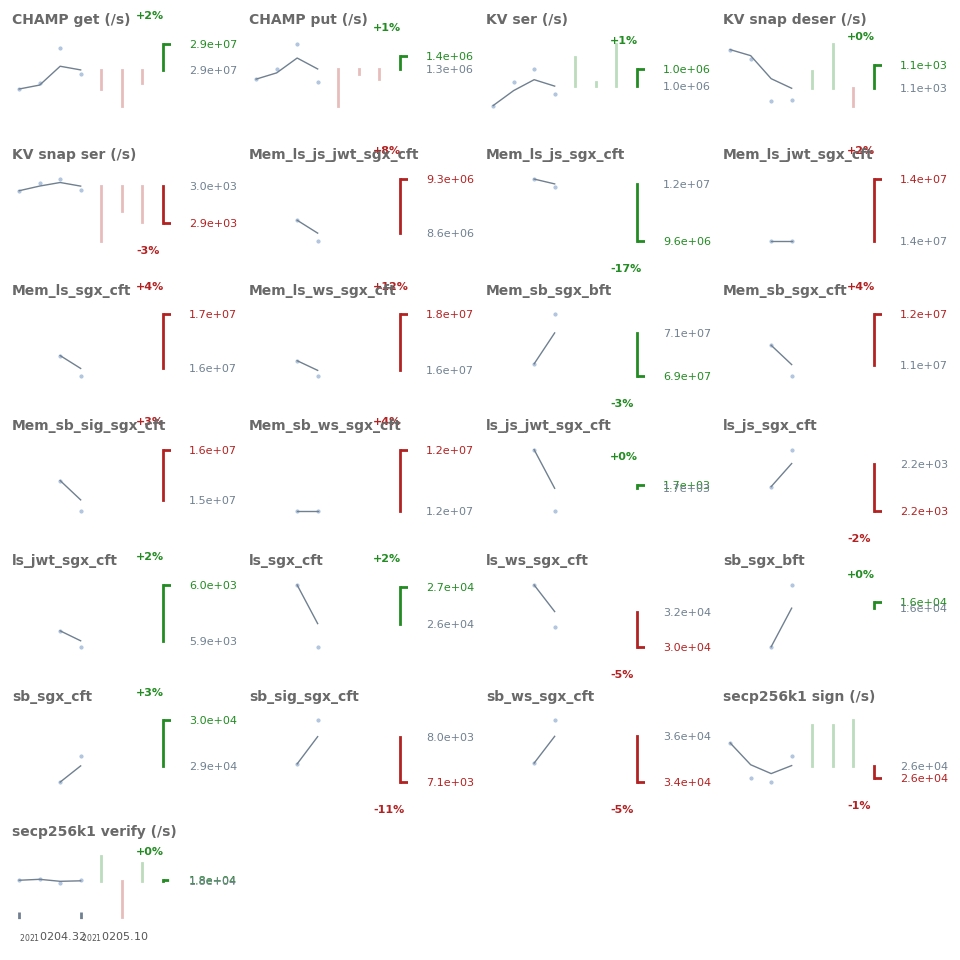 CHAMP get (/s)
+2%
2.9e+07
2.9e+07
CHAMP put (/s)
+1%
1.4e+06
1.3e+06
KV ser (/s)
+1%
1.0e+06
1.0e+06
KV snap deser (/s)
+0%
1.1e+03
1.1e+03
KV snap ser (/s)
3.0e+03
2.9e+03
-3%
Mem_ls_js_jwt_sgx_cft
+8%
9.3e+06
8.6e+06
Mem_ls_js_sgx_cft
1.2e+07
9.6e+06
-17%
Mem_ls_jwt_sgx_cft
+2%
1.4e+07
1.4e+07
Mem_ls_sgx_cft
+4%
1.7e+07
1.6e+07
Mem_ls_ws_sgx_cft
+12%
1.8e+07
1.6e+07
Mem_sb_sgx_bft
7.1e+07
6.9e+07
-3%
Mem_sb_sgx_cft
+4%
1.2e+07
1.1e+07
Mem_sb_sig_sgx_cft
+3%
1.6e+07
1.5e+07
Mem_sb_ws_sgx_cft
+4%
1.2e+07
1.2e+07
ls_js_jwt_sgx_cft
+0%
1.7e+03
1.7e+03
ls_js_sgx_cft
2.2e+03
2.2e+03
-2%
ls_jwt_sgx_cft
+2%
6.0e+03
5.9e+03
ls_sgx_cft
+2%
2.7e+04
2.6e+04
ls_ws_sgx_cft
3.2e+04
3.0e+04
-5%
sb_sgx_bft
+0%
1.6e+04
1.6e+04
sb_sgx_cft
+3%
3.0e+04
2.9e+04
sb_sig_sgx_cft
8.0e+03
7.1e+03
-11%
sb_ws_sgx_cft
3.6e+04
3.4e+04
-5%
secp256k1 sign (/s)
2.6e+04
2.6e+04
-1%
secp256k1 verify (/s)
+0%
1.8e+04
1.8e+04
2021 0204.32
2021 0205.10